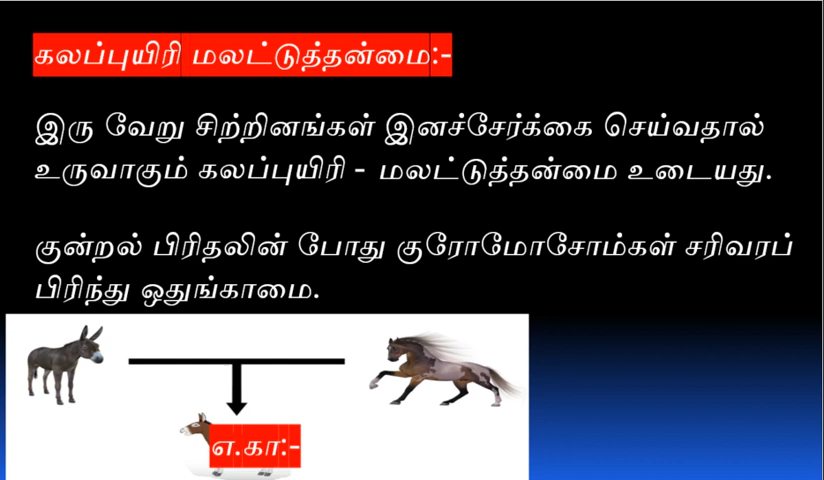 கலப்புயிரி மலட்டுத்தன்மை:-
இரு வேறு சிற்றினங்கள் இனச்சேர்க்கை செய்வதால்
உருவாகும் கலப்புயிரி - மலட்டுத்தன்மை உடையது.
குன்றல் பிரிதலின் போது குரோமோசோம்கள் சரிவரப்
பிரிந்து ஒதுங்காமை.
எ.கா:-